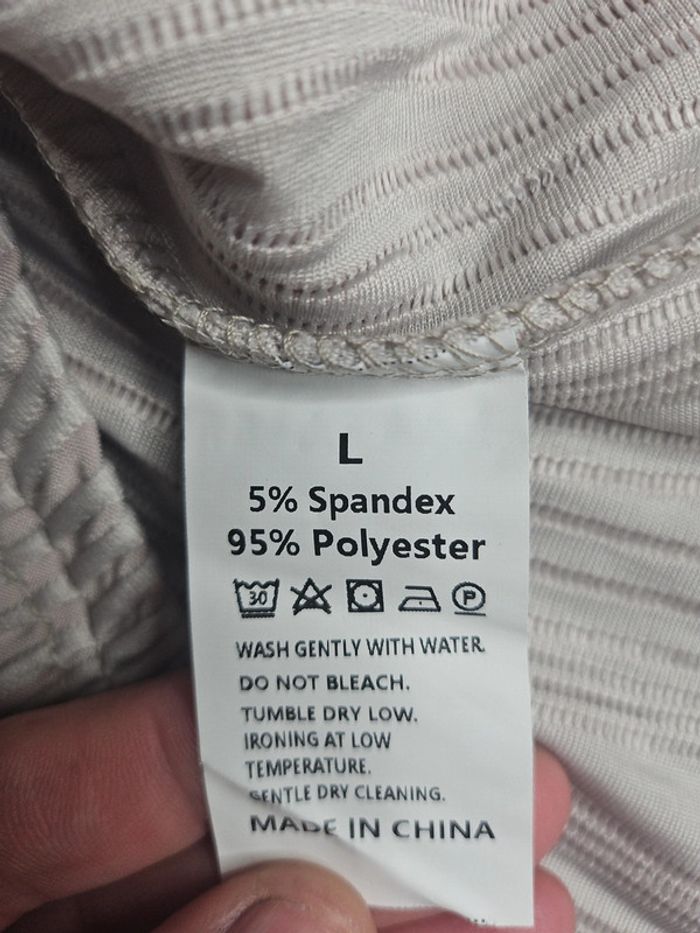 L
5% Spandex
95% Polyester
30 P
WASH GENTLY WITH WATER.
DO NOT BLEACH.
TUMBLE DRY LOW.
IRONING AT LOW
TEMPERATURE.
GENTLE DRY CLEANING.
MADE IN CHINA